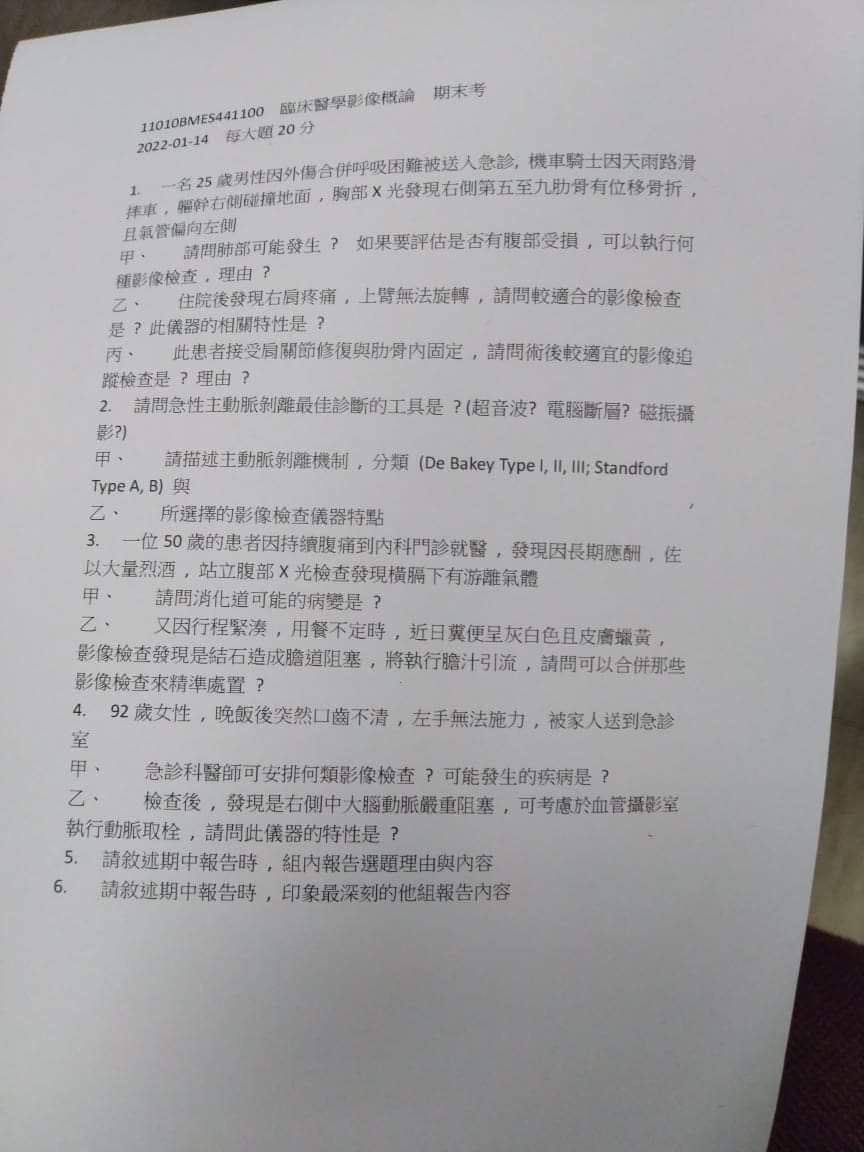 11010BMES441100 臨床醫學影像概論 期末考
2022-01-14 每大題 20 分
1. 一名 25 歲男性因外傷合併呼吸困難被送入急診, 機車騎士因天雨路滑
摔車，軀幹右側碰撞地面，胸部 X 光發現右側第五至九肋骨有位移骨折，
且氣管偏向左側
甲、 請問肺部可能發生？ 如果要評估是否有腹部受損，可以執行何
種影像檢查，理由？
乙、 住院後發現右肩疼痛，上臂無法旋轉，請問較適合的影像檢查
是？此儀器的相關特性是？
丙、 此患者接受肩關節修復與肋骨內固定，請問術後較適宜的影像追
蹤檢查是？理由？
2. 請問急性主動脈剝離最佳診斷的工具是？(超音波? 電腦斷層? 磁振攝
影?)
甲、 請描述主動脈剝離機制，分類 (De Bakey Type I, II, III; Standford
Type A, B) 與
乙、 所選擇的影像檢查儀器特點
3. 一位 50 歲的患者因持續腹痛到內科門診就醫，發現因長期應酬，佐
以大量烈酒，站立腹部 X 光檢查發現橫膈下有游離氣體
甲、 請問消化道可能的病變是？
乙、 又因行程緊湊，用餐不定時，近日糞便呈灰白色且皮膚蠟黃，
影像檢查發現是結石造成膽道阻塞，將執行膽汁引流，請問可以合併那些
影像檢查來精準處置？
4. 92 歲女性，晚飯後突然口齒不清，左手無法施力，被家人送到急診
室
甲、 急診科醫師可安排何類影像檢查？可能發生的疾病是？
乙、 檢查後，發現是右側中大腦動脈嚴重阻塞，可考慮於血管攝影室
執行動脈取栓，請問此儀器的特性是？
5. 請敘述期中報告時，組內報告選題理由與內容
6. 請敘述期中報告時，印象最深刻的他組報告內容